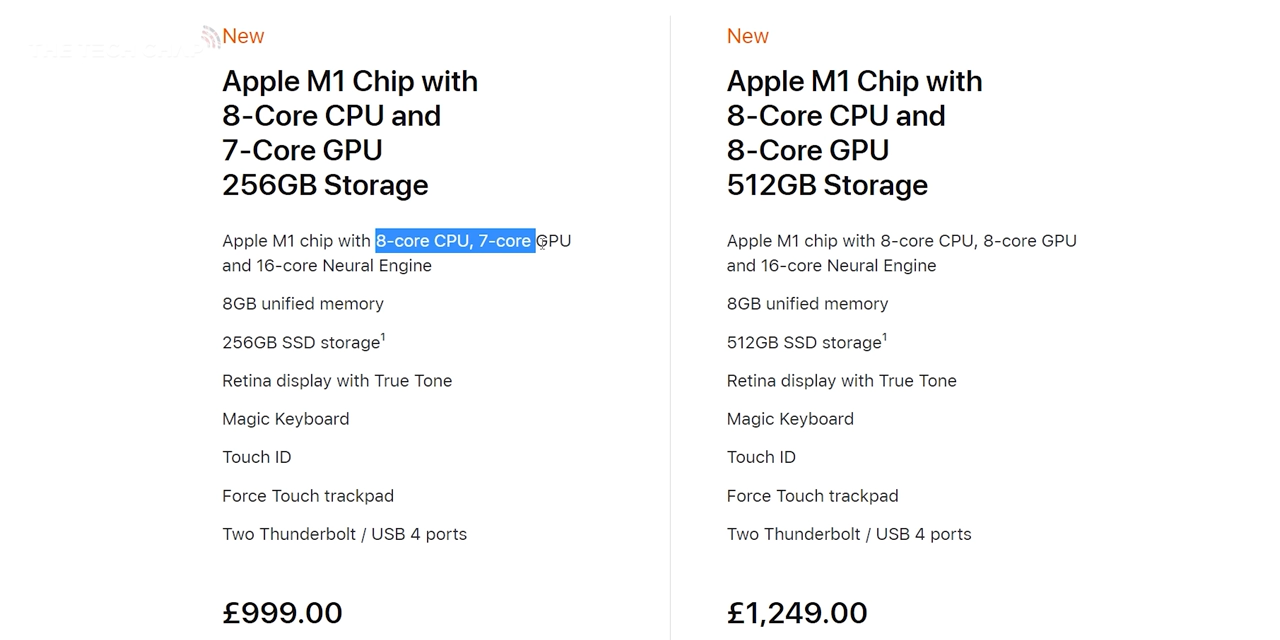 THE TECH CHAP
New
Apple M1 Chip with
8-Core CPU and
7-Core GPU
256GB Storage
Apple M1 chip with 8-core CPU, 7-core GPU
and 16-core Neural Engine
8GB unified memory
256GB SSD storage¹
Retina display with True Tone
Magic Keyboard
Touch ID
Force Touch trackpad
Two Thunderbolt / USB 4 ports
£999.00
New
Apple M1 Chip with
8-Core CPU and
8-Core GPU
512GB Storage
Apple M1 chip with 8-core CPU, 8-core GPU
and 16-core Neural Engine
8GB unified memory
512GB SSD storage¹
Retina display with True Tone
Magic Keyboard
Touch ID
Force Touch trackpad
Two Thunderbolt / USB 4 ports
£1,249.00